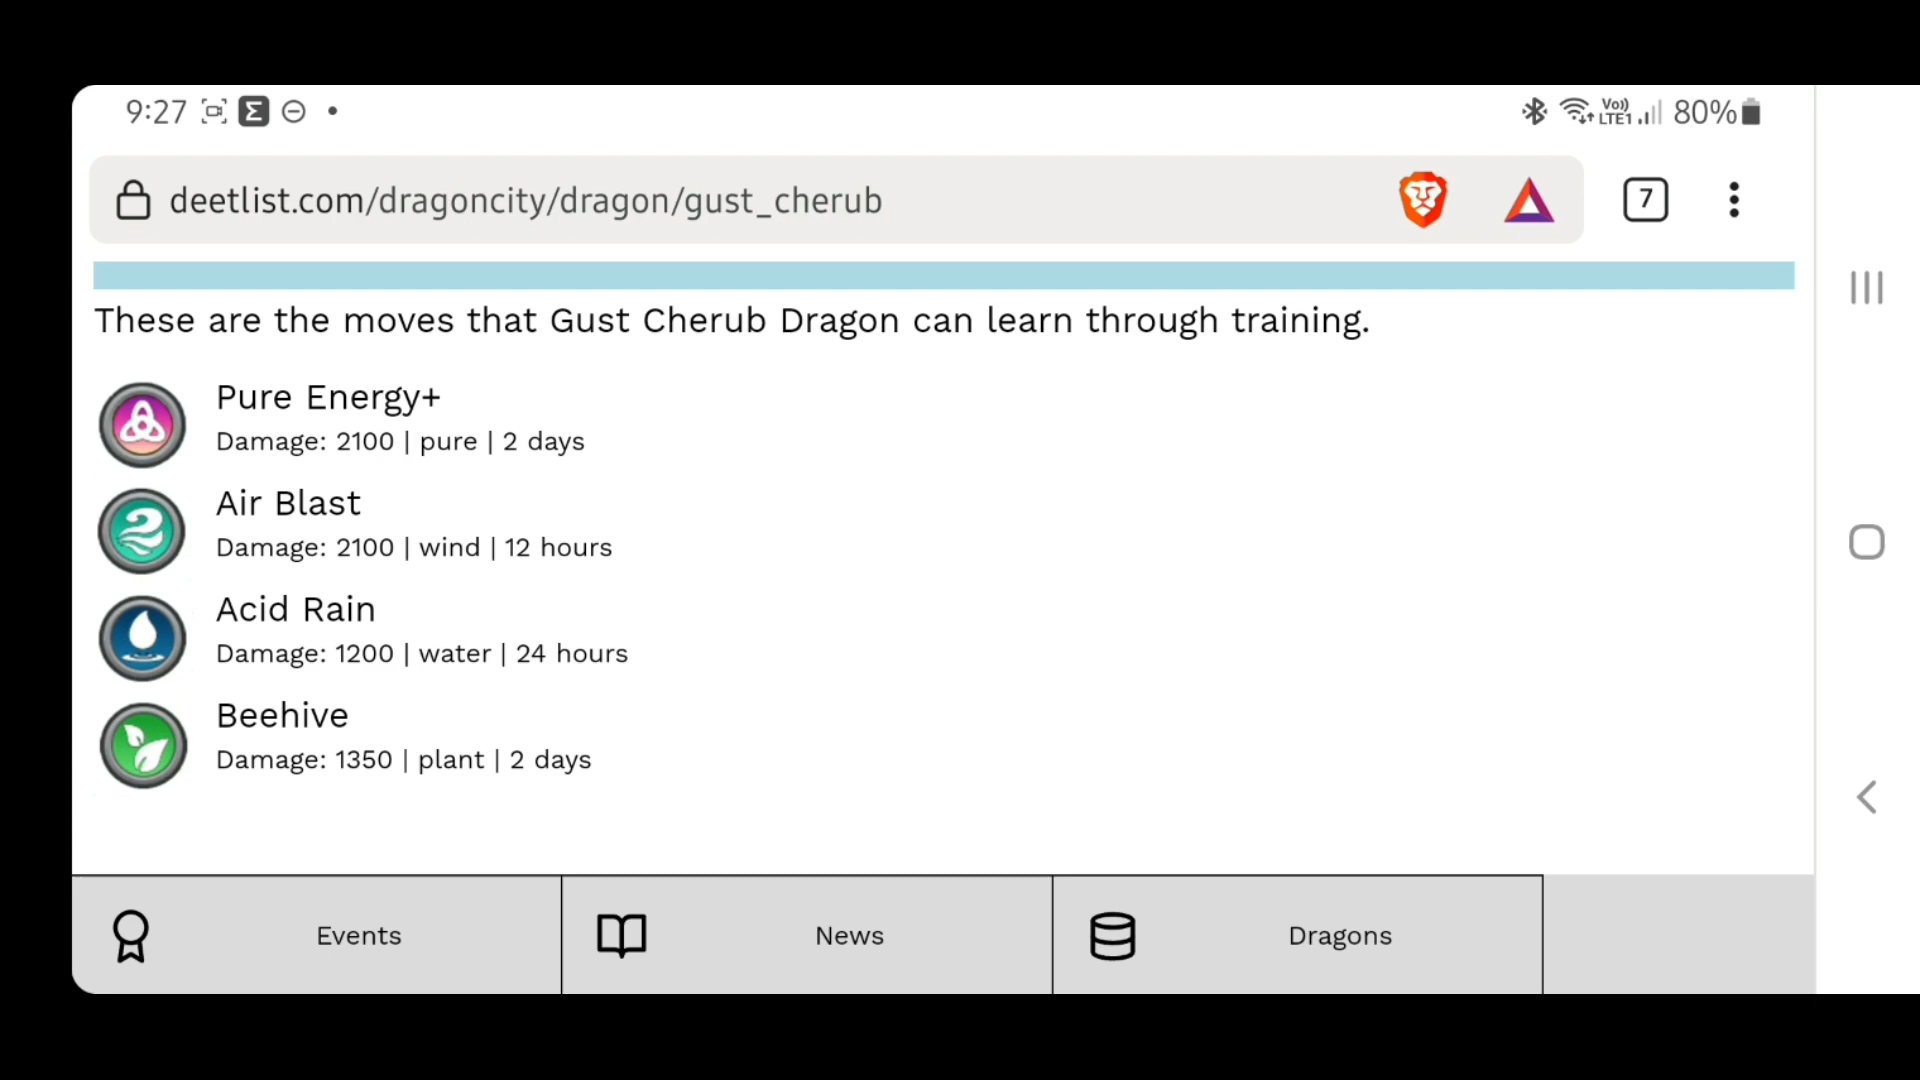 9:27
Vo)) LTE1 80%
deetlist.com/dragoncity/dragon/gust_cherub
7
These are the moves that Gust Cherub Dragon can learn through training.
Pure Energy+
Damage: 2100 | pure | 2 days
Air Blast
Damage: 2100 | wind | 12 hours
Acid Rain
Damage: 1200 | water | 24 hours
Beehive
Damage: 1350 | plant | 2 days
Events
News
Dragons